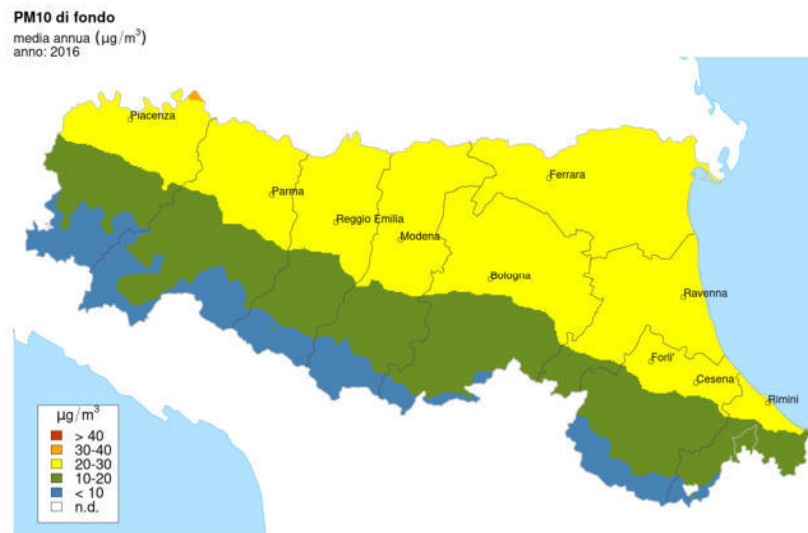 PM10 di fondo
media annua (µg/m³)
anno: 2016
Piacenza
Parma
Ferrara
Reggio Emilia
Modena
Bologna
Ravenna
Forli'
Cesena
Rimini
µg/m³
> 40
30-40
20-30
10-20
< 10
n.d.